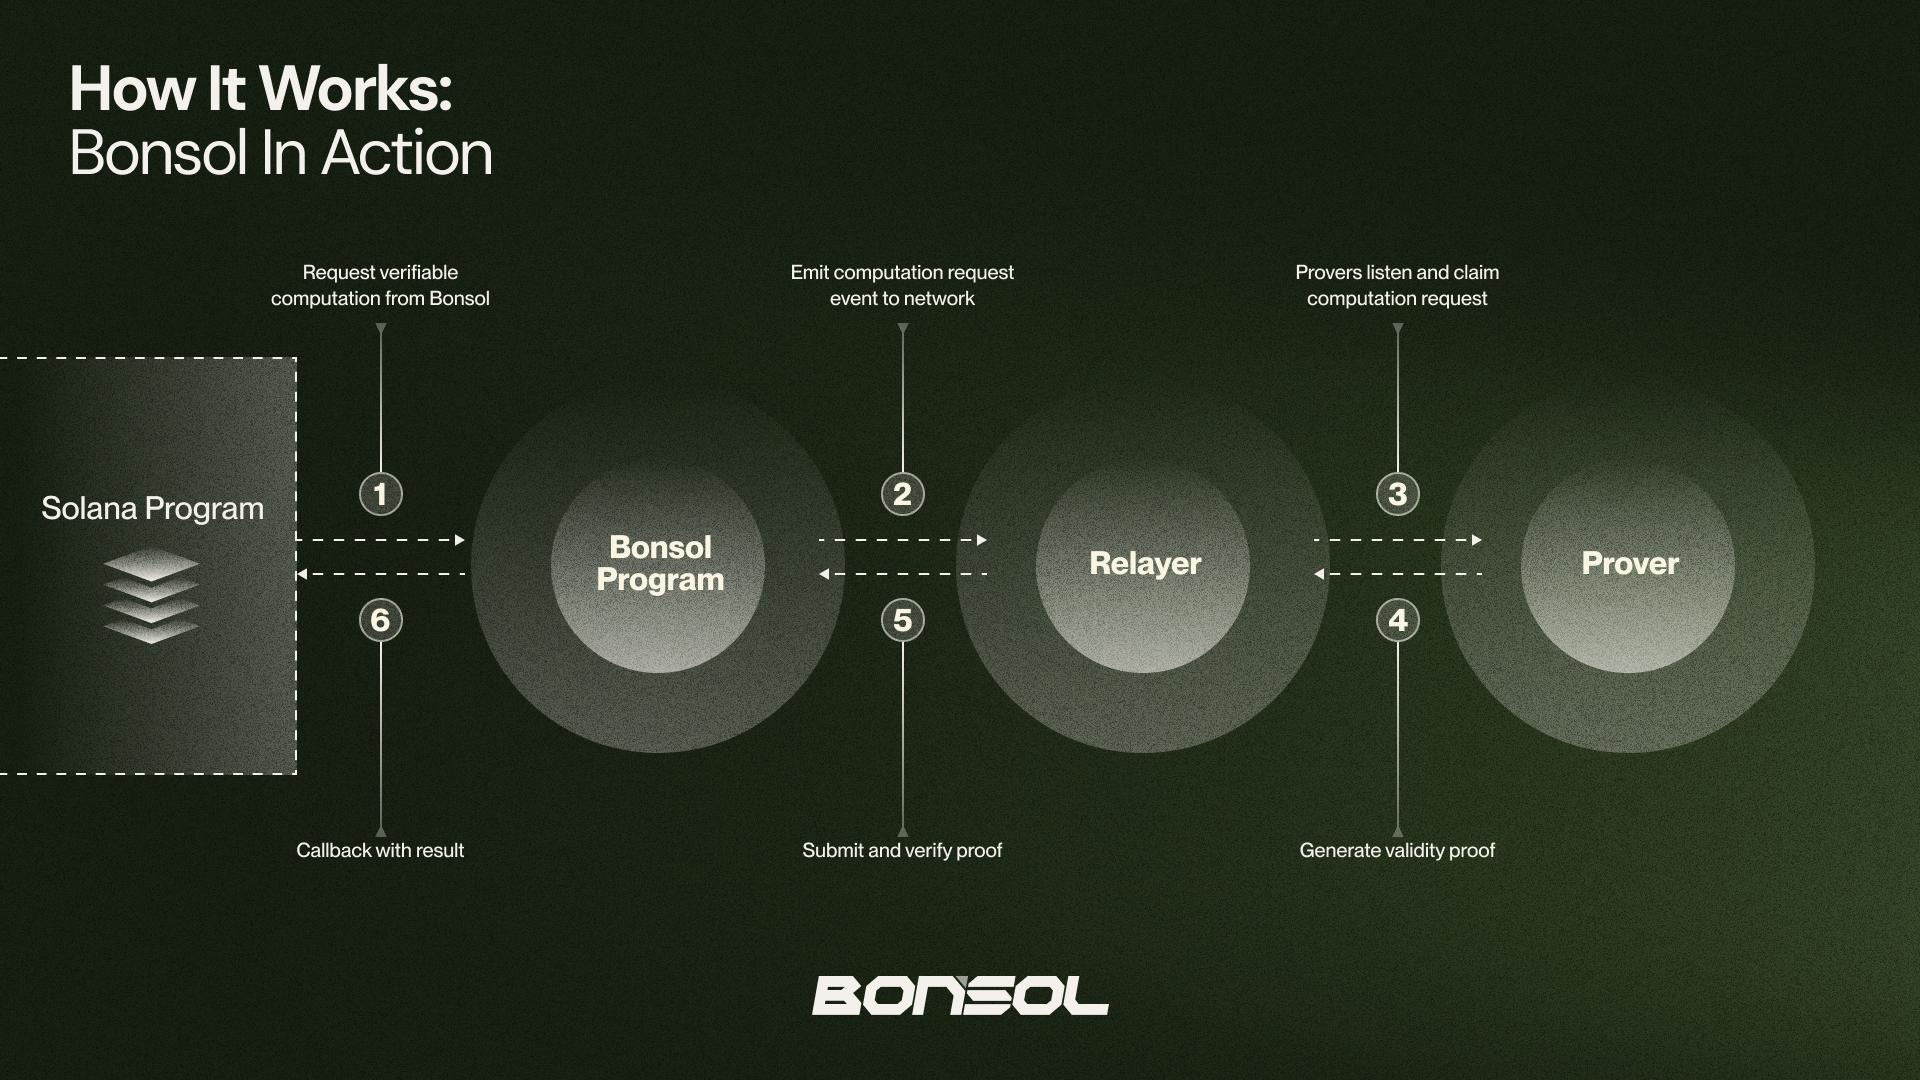 How It Works:
Bonsol In Action
Request verifiable
computation from Bonsol
Emit computation request
event to network
Provers listen and claim
computation request
1
2
3
Solana Program
Bonsol
Program
Relayer
Prover
6
5
4
Callback with result
Submit and verify proof
Generate validity proof
BONSOL